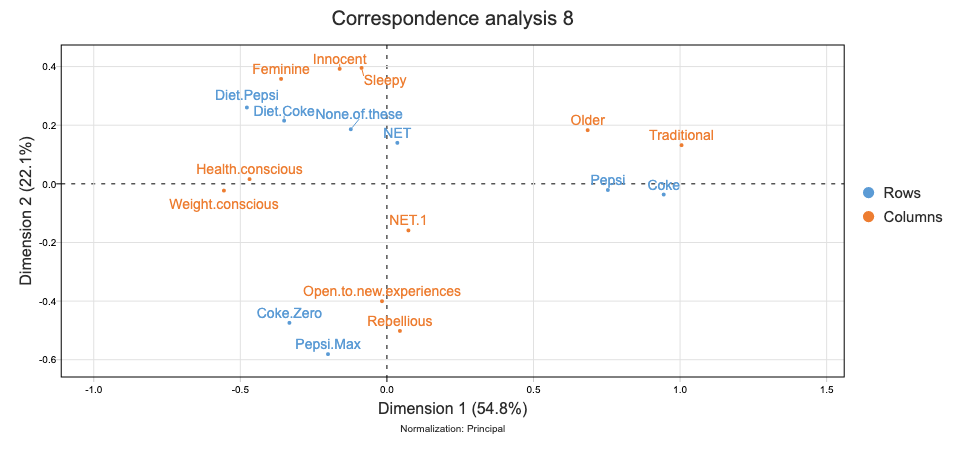 Correspondence analysis 8
Innocent
Feminine
Sleepy
Diet.Pepsi
Diet.Coke
None.of.these
NET
Older
Traditional
Health.conscious
Weight.conscious
Pepsi
Coke
NET.1
Open.to.new.experiences
Coke.Zero
Rebellious
Pepsi.Max
Rows
Columns
Dimension 2 (22.1%)
0.4
0.2
0.0
-0.2
-0.4
-0.6
-1.0 -0.5 0.0 0.5 1.0 1.5
Dimension 1 (54.8%)
Normalization: Principal